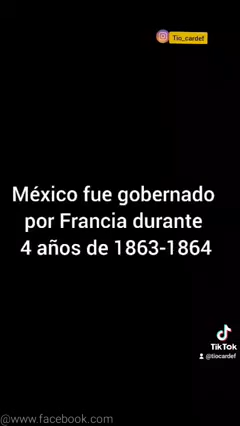 Tio_cardef
México fue gobernado
por Francia durante
4 años de 1863-1864
TikTok
@tiocardef
@www.facebook.com